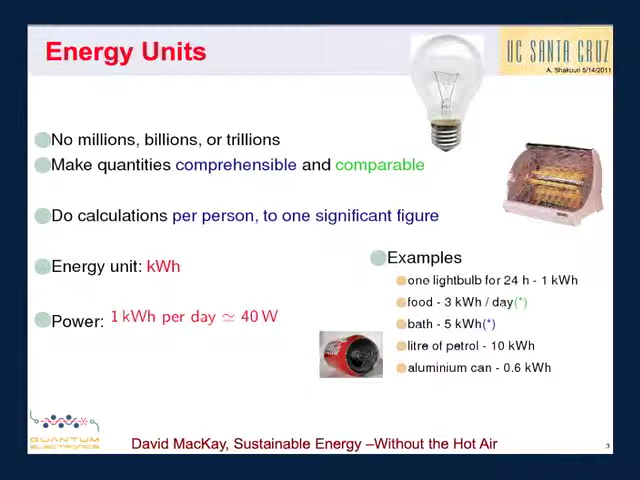 Energy Units
UC SANTA CRUZ
A. Shakouri 5/14/2011
No millions, billions, or trillions
Make quantities comprehensible and comparable
Do calculations per person, to one significant figure
Energy unit: kWh
Power: 1 kWh per day ≃ 40 W
Examples
one lightbulb for 24 h - 1 kWh
food - 3 kWh / day(*)
bath - 5 kWh(*)
litre of petrol - 10 kWh
aluminium can - 0.6 kWh
QUANTUM
ELECTRONICS
David MacKay, Sustainable Energy –Without the Hot Air
3